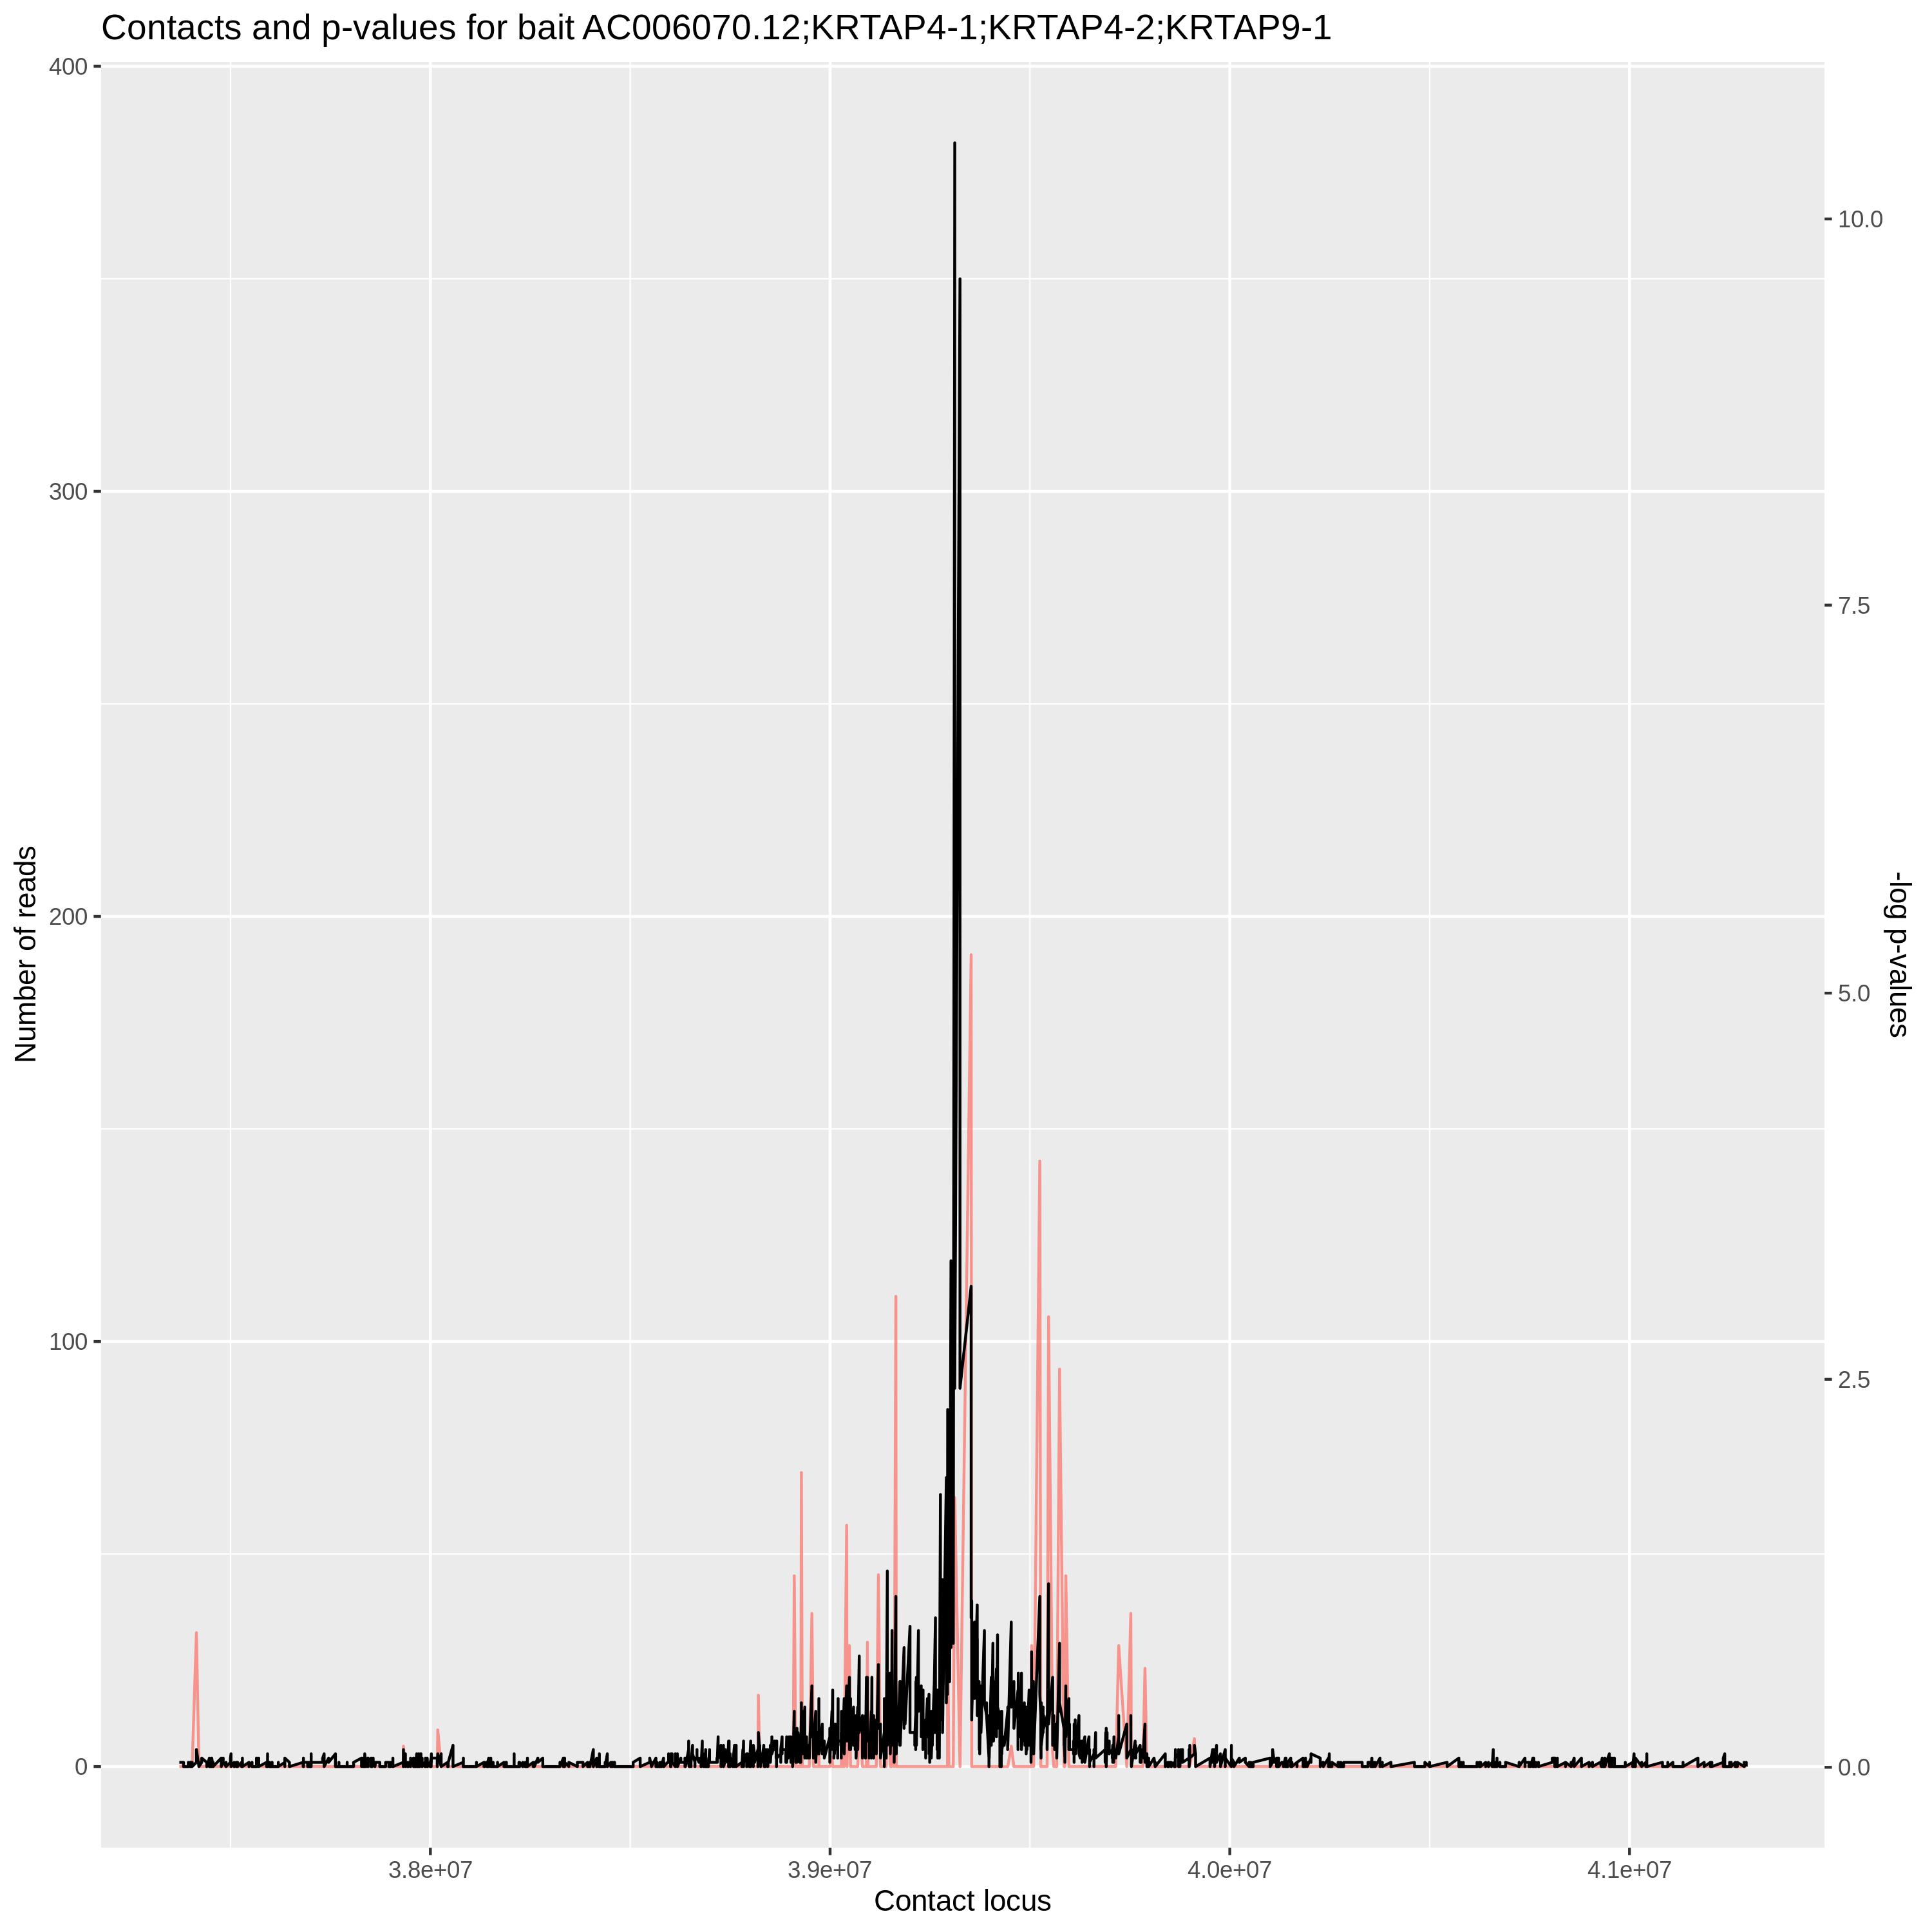 Contacts and p-values for bait AC006070.12;KRTAP4-1;KRTAP4-2;KRTAP9-1
400
300
200
100
0
Number of reads
10.0
7.5
5.0
2.5
0.0
-log p-values
3.8e+07
3.9e+07
4.0e+07
4.1e+07
Contact locus